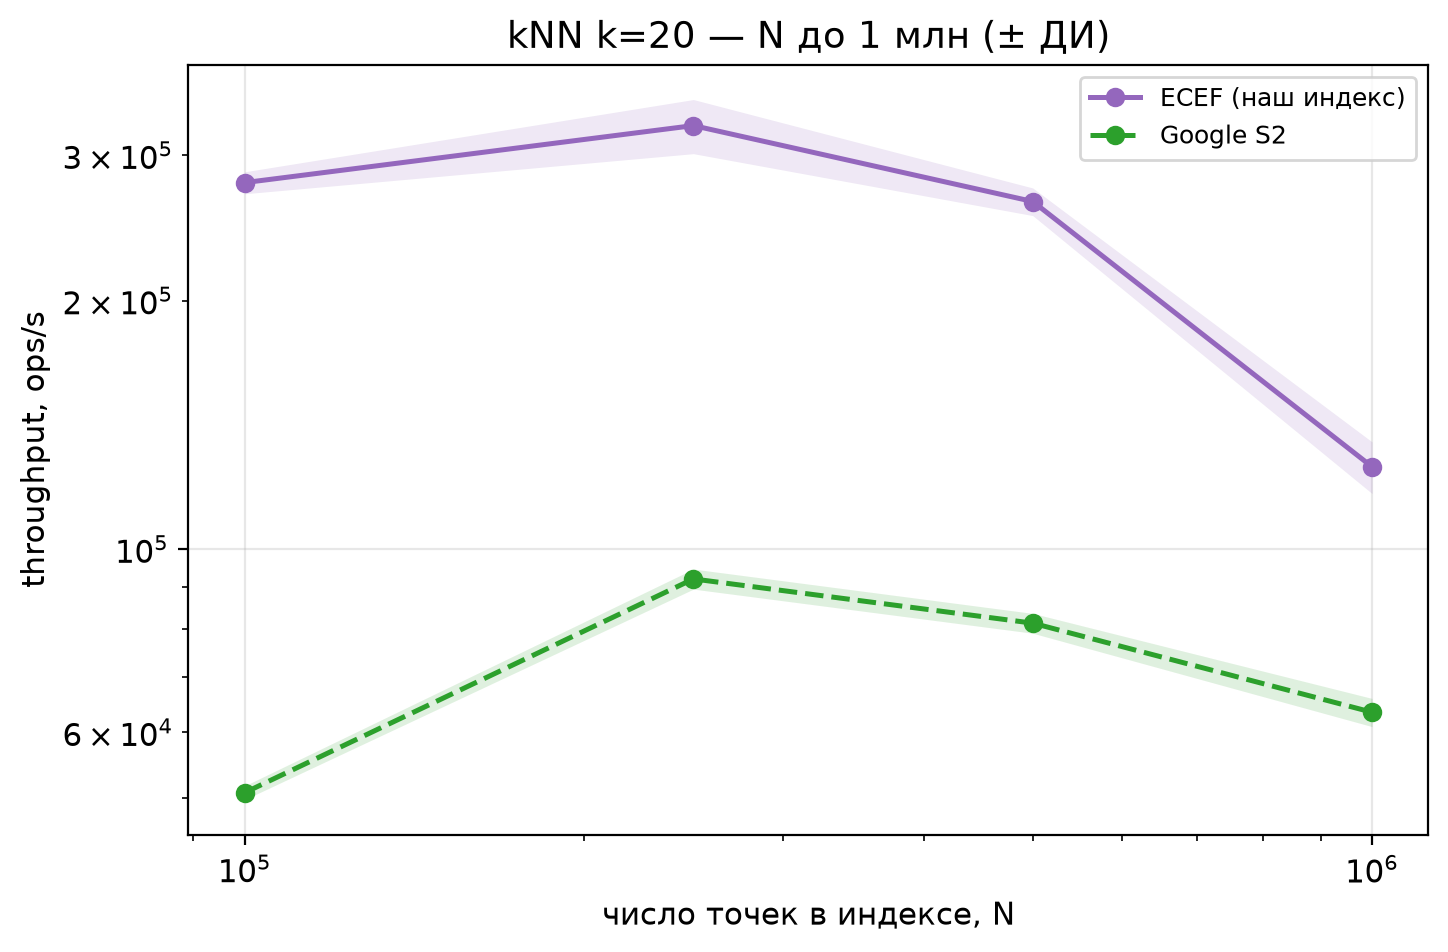 kNN k=20 — N до 1 млн (± ДИ)
ECEF (наш индекс)
Google S2
3 × 10⁵
2 × 10⁵
10⁵
6 × 10⁴
throughput, ops/s
10⁵
10⁶
число точек в индексе, N